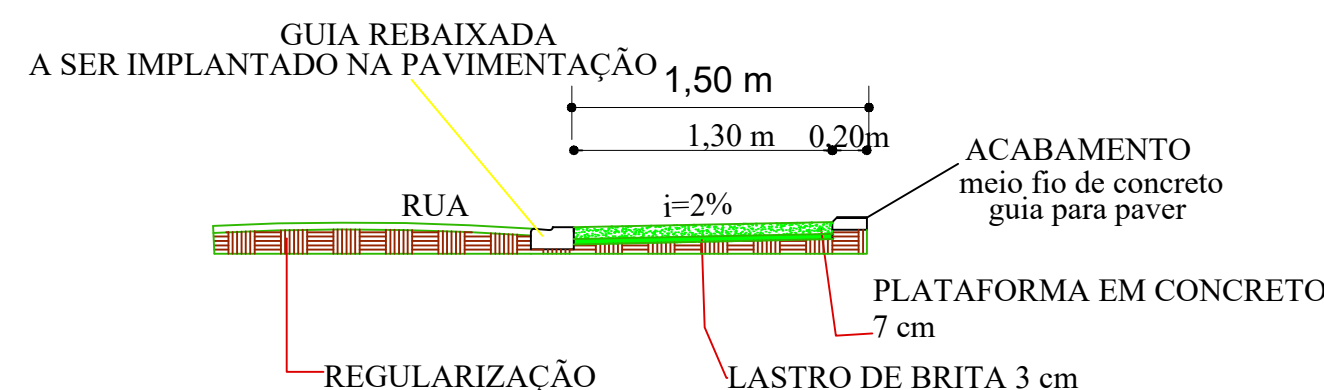 GUIA REBAIXADA
A SER IMPLANTADO NA PAVIMENTAÇÃO
1,50 m
1,30 m
0,20m
ACABAMENTO
meio fio de concreto
guia para paver
RUA
i=2%
PLATAFORMA EM CONCRETO
7 cm
REGULARIZAÇÃO
LASTRO DE BRITA 3 cm